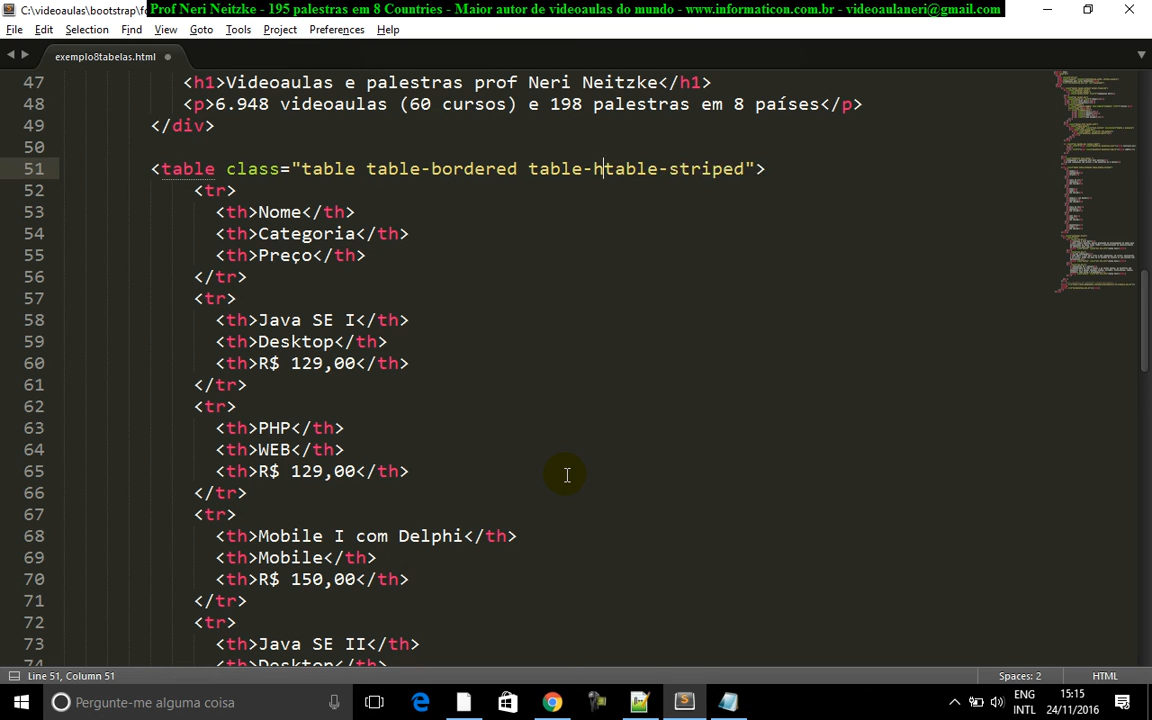 C:\videoaulas\bootstrap\fo
Prof Neri Neitzke - 195 palestras em 8 Countries - Maior autor de videoaulas do mundo - www.informaticon.com.br - videoaulaneri@gmail.com
File Edit Selection Find View Goto Tools Project Preferences Help
exemplo8tabelas.html
47 <h1>Videoaulas e palestras prof Neri Neitzke</h1>
48 <p>6.948 videoaulas (60 cursos) e 198 palestras em 8 países</p>
49 </div>
50
51 <table class="table table-bordered table-htable-striped">
52 <tr>
53 <th>Nome</th>
54 <th>Categoria</th>
55 <th>Preço</th>
56 </tr>
57 <tr>
58 <th>Java SE I</th>
59 <th>Desktop</th>
60 <th>R$ 129,00</th>
61 </tr>
62 <tr>
63 <th>PHP</th>
64 <th>WEB</th>
65 <th>R$ 129,00</th>
66 </tr>
67 <tr>
68 <th>Mobile I com Delphi</th>
69 <th>Mobile</th>
70 <th>R$ 150,00</th>
71 </tr>
72 <tr>
73 <th>Java SE II</th>
74 <th>Desktop</th>
Line 51, Column 51 Spaces: 2 HTML
Pergunte-me alguma coisa
ENG 15:15
INTL 24/11/2016